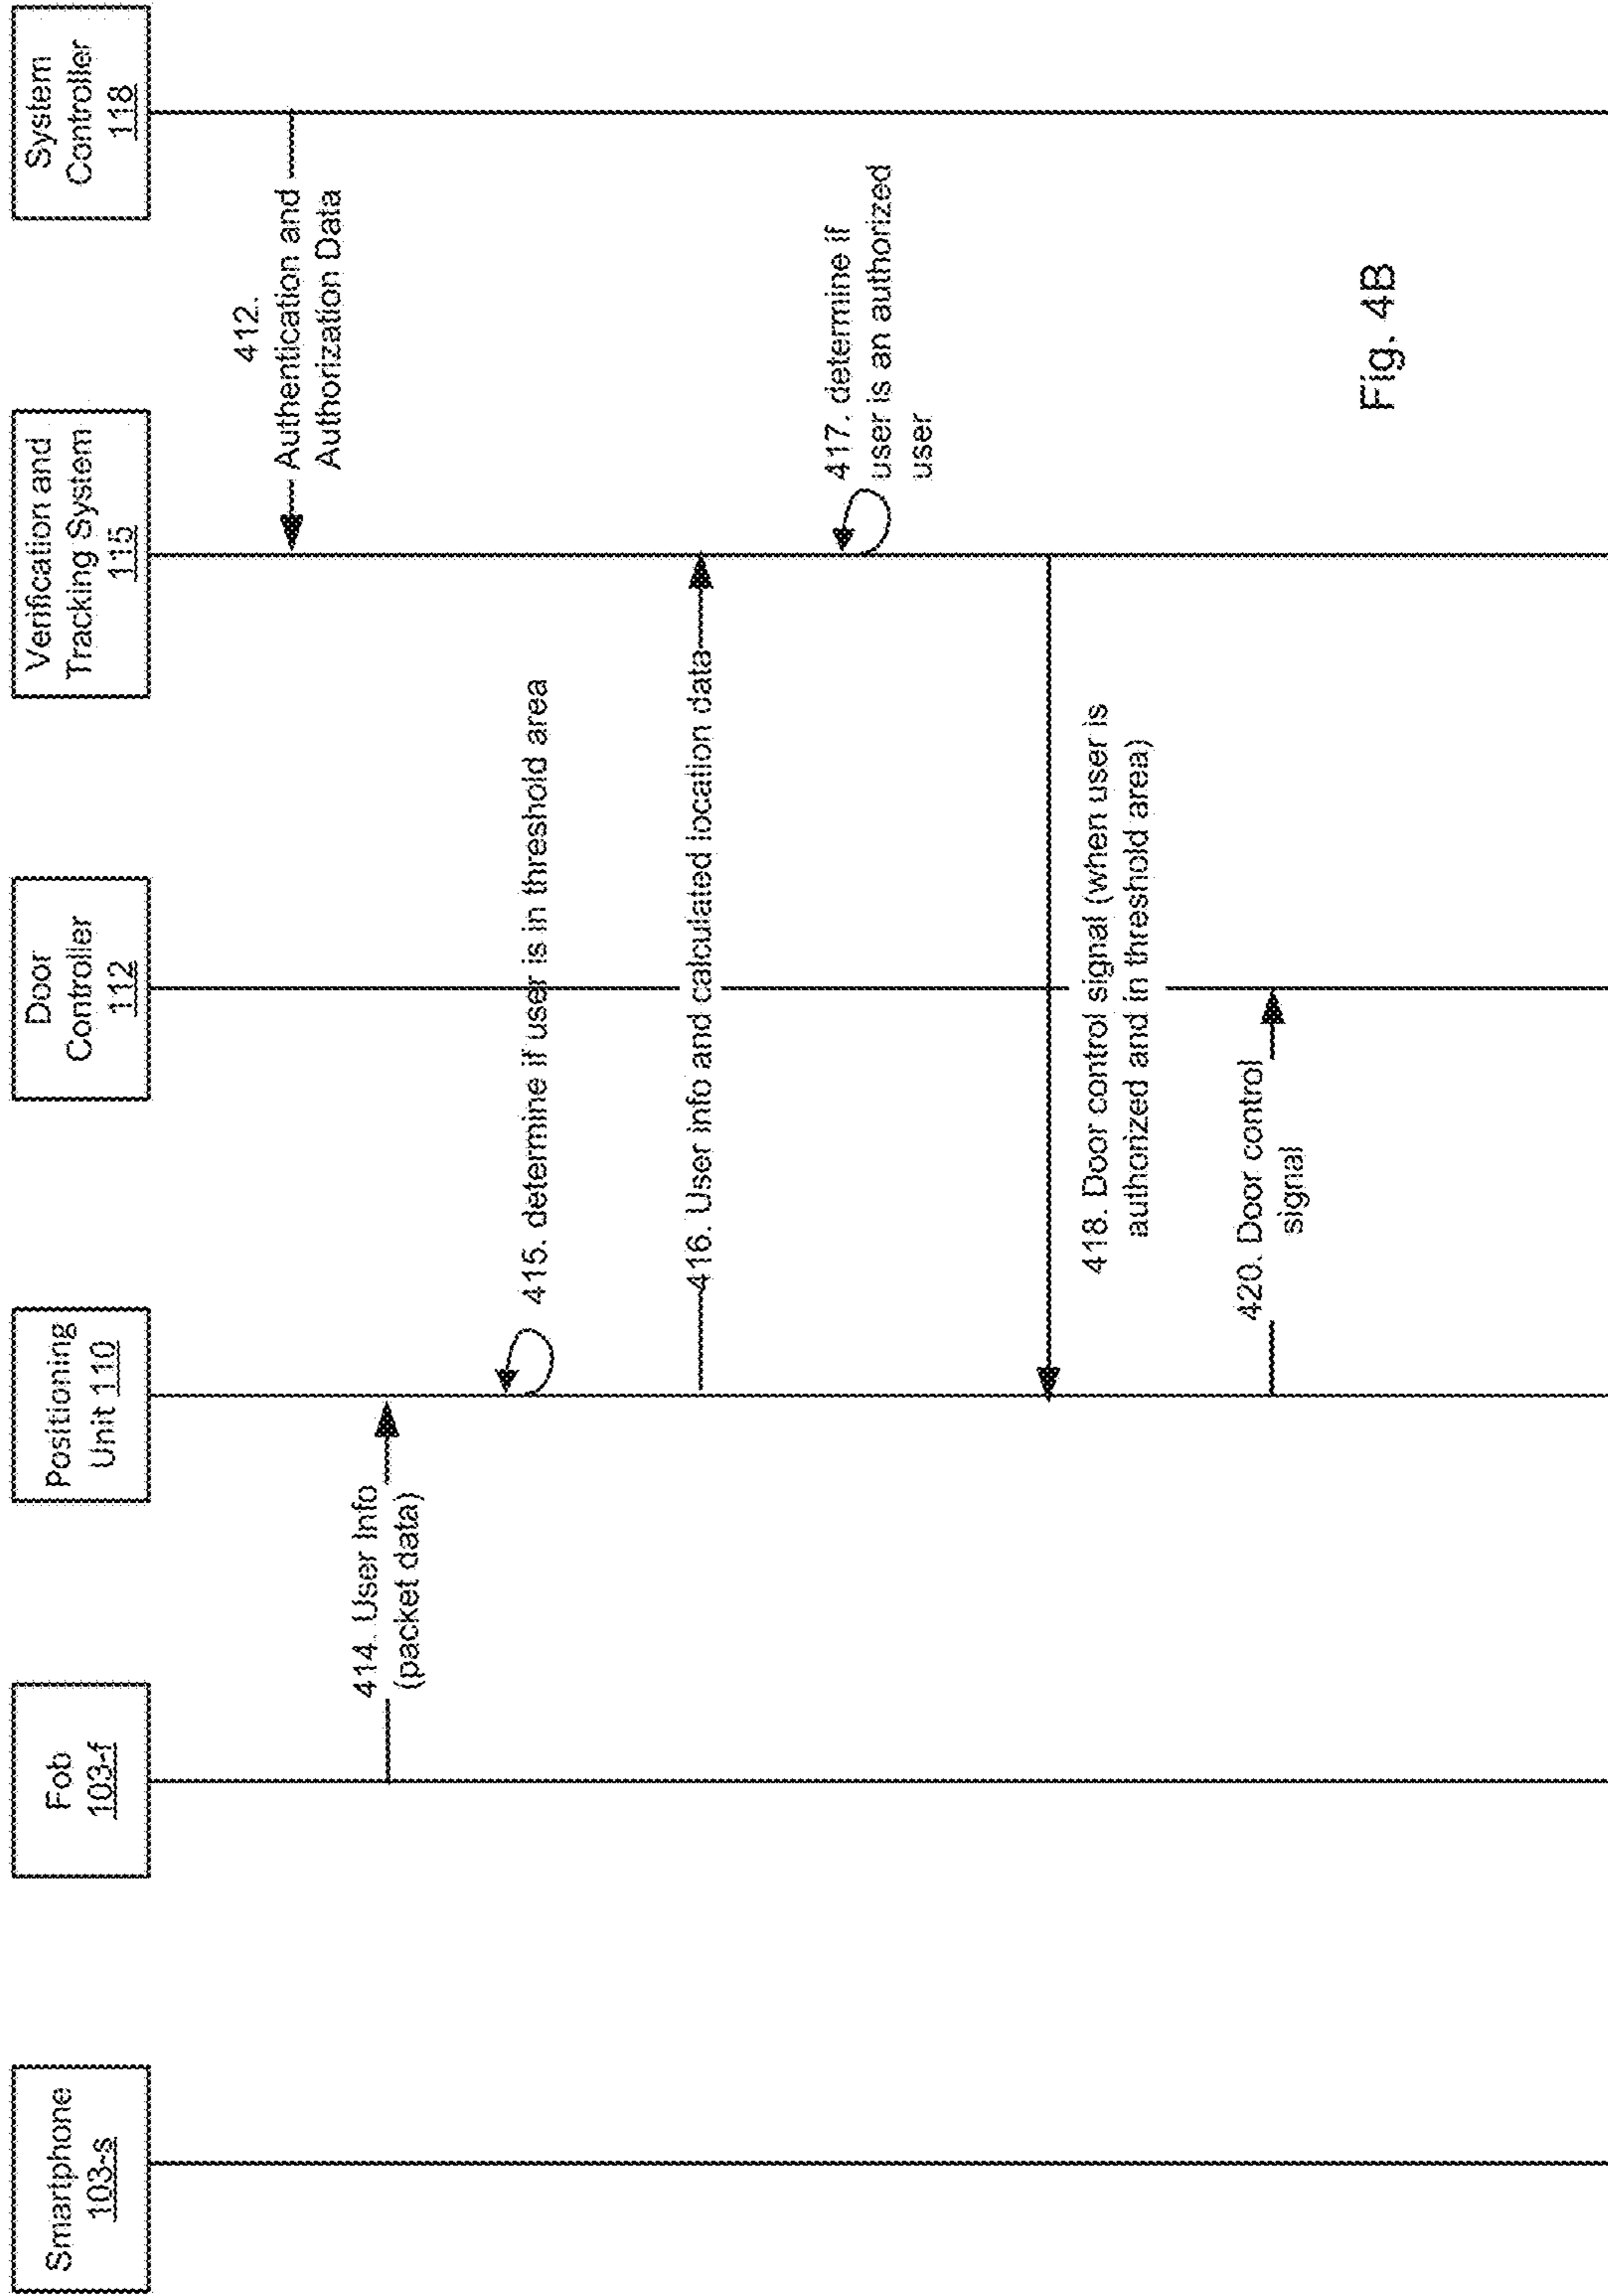 Smartphone
103-s
Fob
103-f
Positioning
Unit 110
Door
Controller
112
Verification and
Tracking System
115
System
Controller
118
412.
Authentication and
Authorization Data
414. User Info
(packet data)
415. determine if user is in threshold area
416. User info and calculated location data
417. determine if
user is an authorized
user
418. Door control signal (when user is
authorized and in threshold area)
420. Door control
signal
Fig. 4B